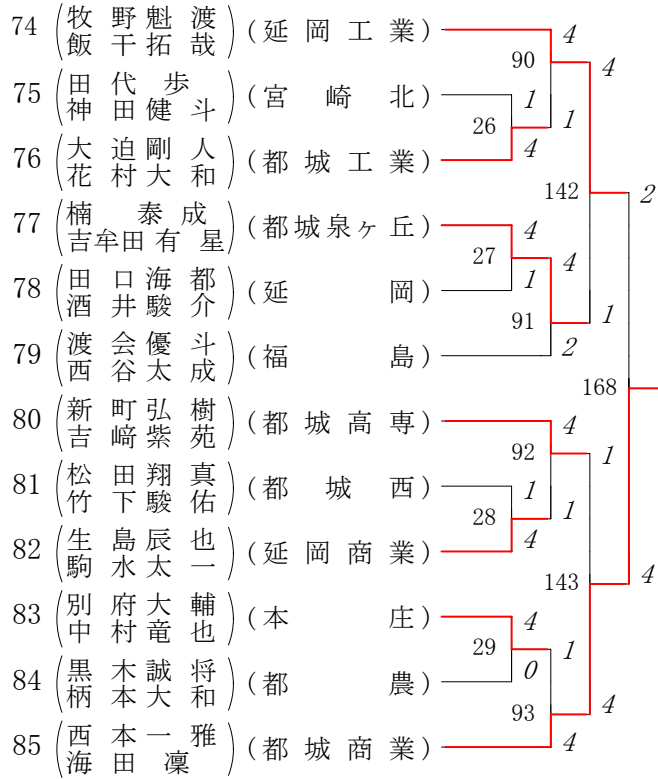 74 (牧野魁渡 飯干拓哉) (延岡工業)
75 (田代歩 神田健斗) (宮崎北)
76 (大迫剛人 花村大和) (都城工業)
77 (楠泰成 吉牟田有星) (都城泉ヶ丘)
78 (田口海都 酒井駿介) (延岡)
79 (渡会優斗 西谷太成) (福島)
80 (新町弘樹 吉﨑紫苑) (都城高専)
81 (松田翔真 竹下駿佑) (都城西)
82 (生島辰也 駒水太一) (延岡商業)
83 (別府大輔 中村竜也) (本庄)
84 (黒木誠将 柄本大和) (都農)
85 (西本一雅 海田凜) (都城商業)
90 4 1
26 1 4
27 4 1
91 4 2
142 4 1
92 4 1
28 1 4
29 4 0
93 1 4
143 1 4
168 2 4